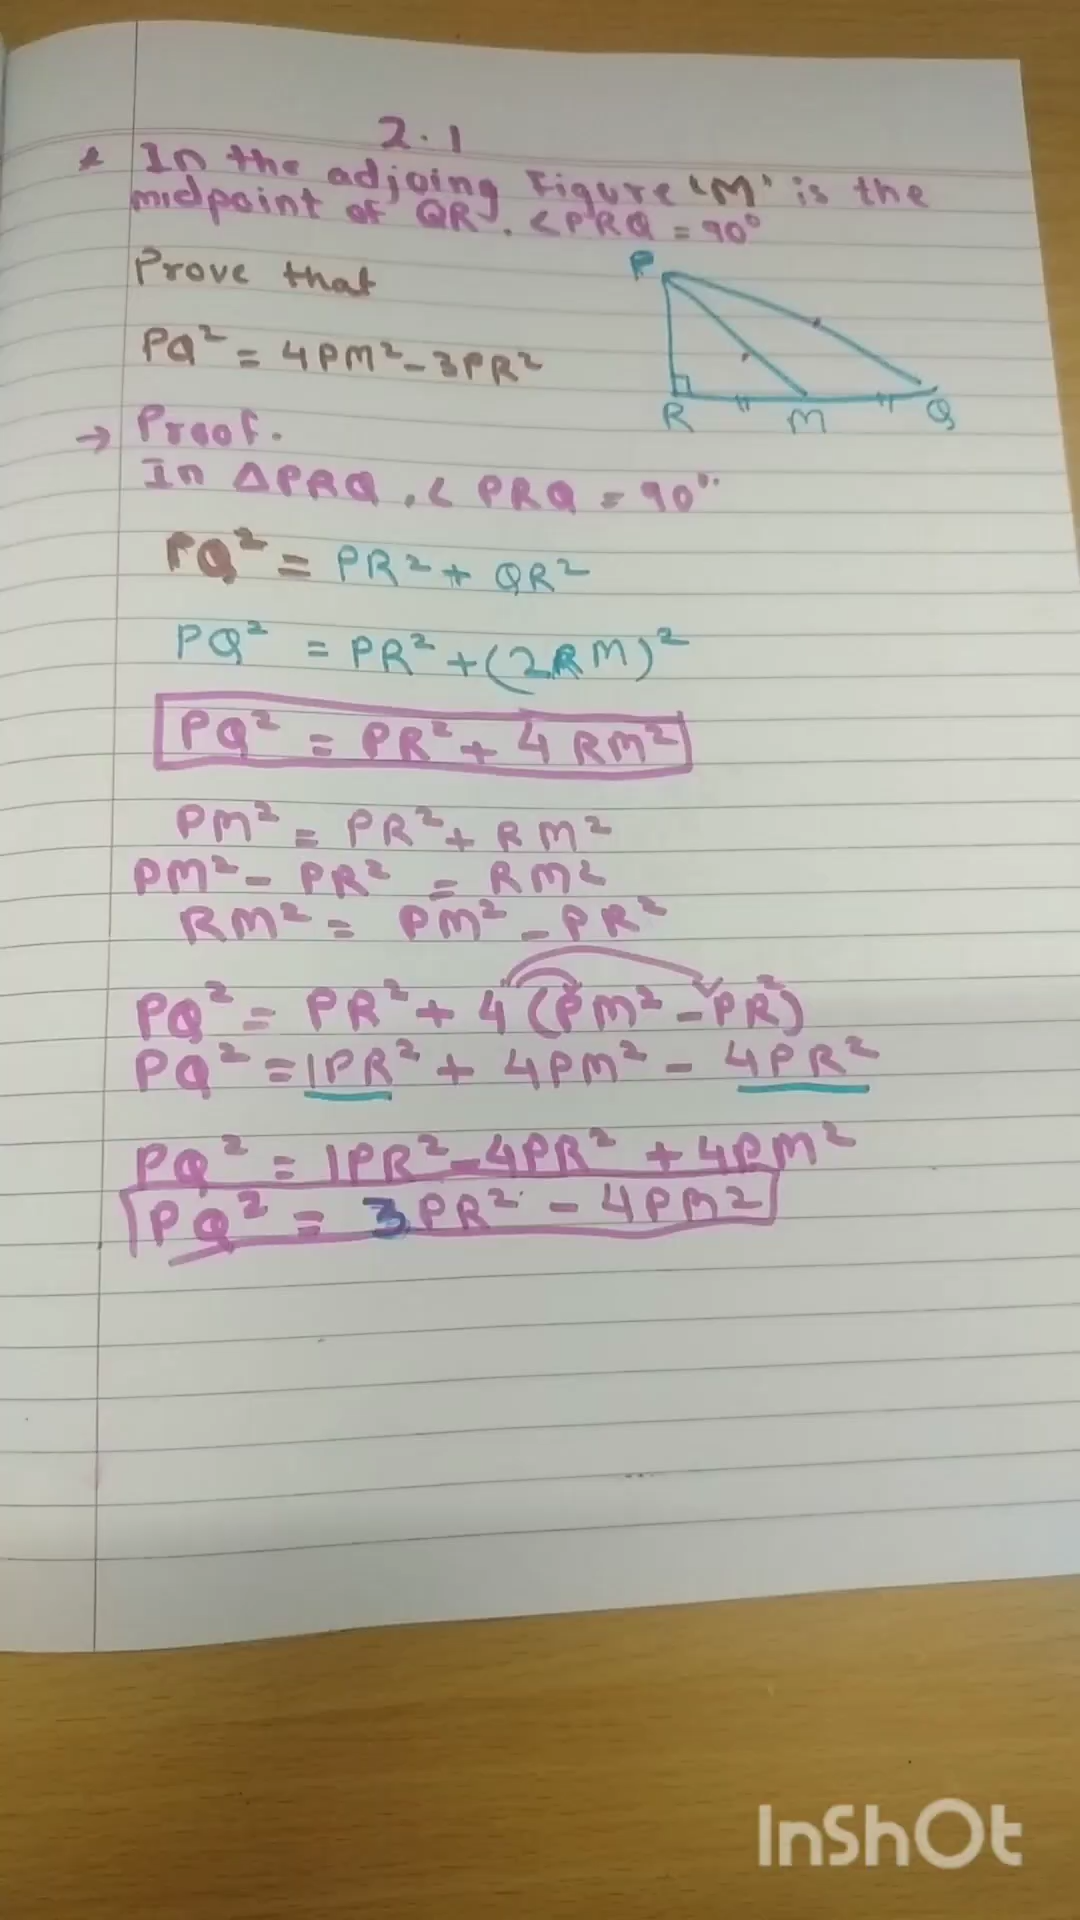 2.1
* In the adjoing Figure 'M' is the
midpoint of QR. <PRQ = 90°
Prove that
PQ² = 4PM² - 3PR²
P
R M Q
→ Proof.
In △PRQ, < PRQ = 90°
PQ² = PR² + QR²
PQ² = PR² + (2RM)²
PQ² = PR² + 4RM²
PM² = PR² + RM²
PM² - PR² = RM²
RM² = PM² - PR²
PQ² = PR² + 4(PM² - PR²)
PQ² = 1PR² + 4PM² - 4PR²
PQ² = 1PR² - 4PR² + 4PM²
PQ² = 3PR² - 4PM²
InShOt